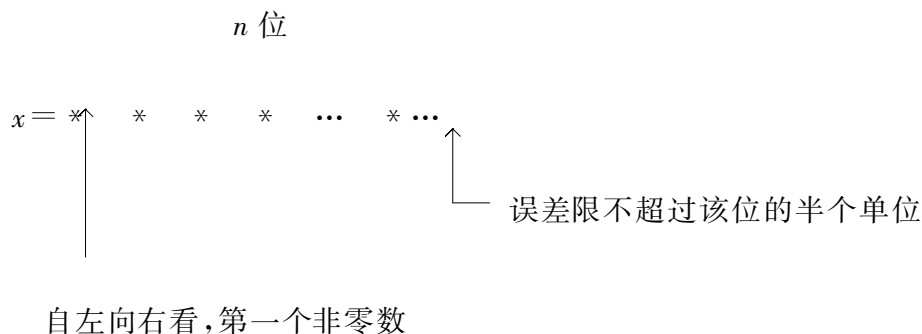 n 位
x = * * * * … * …
误差限不超过该位的半个单位
自左向右看,第一个非零数